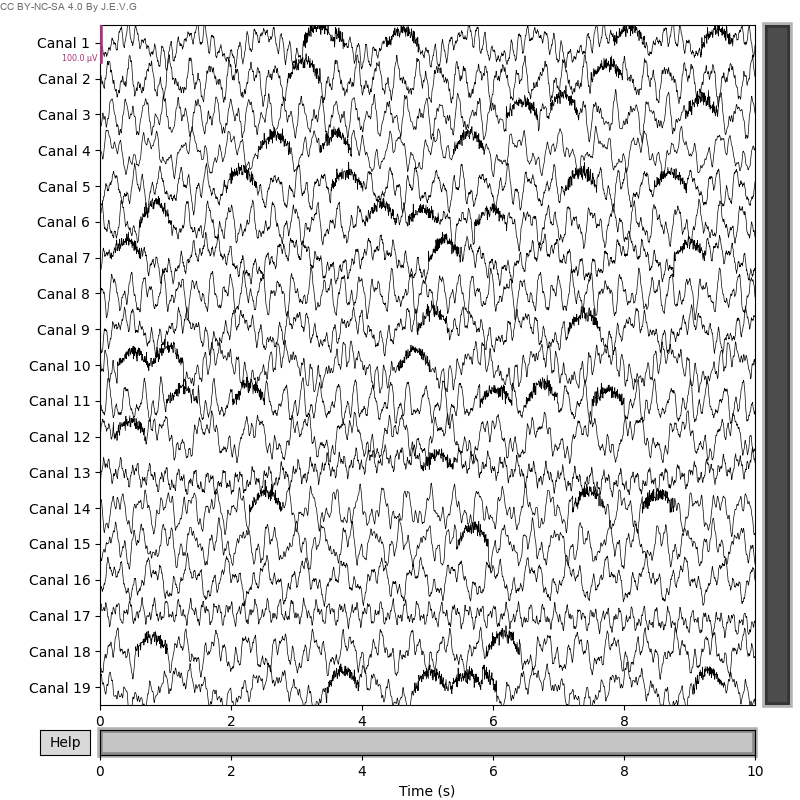 CC BY-NC-SA 4.0 By J.E.V.G
Canal 1
100.0 µV
Canal 2
Canal 3
Canal 4
Canal 5
Canal 6
Canal 7
Canal 8
Canal 9
Canal 10
Canal 11
Canal 12
Canal 13
Canal 14
Canal 15
Canal 16
Canal 17
Canal 18
Canal 19
0 2 4 6 8
Help
0 2 4 6 8 10
Time (s)